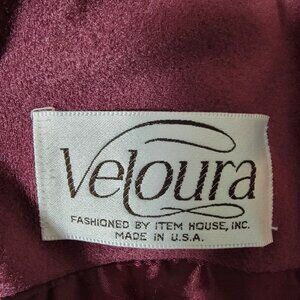 Veloura
FASHIONED BY ITEM HOUSE, INC.
MADE IN U.S.A.